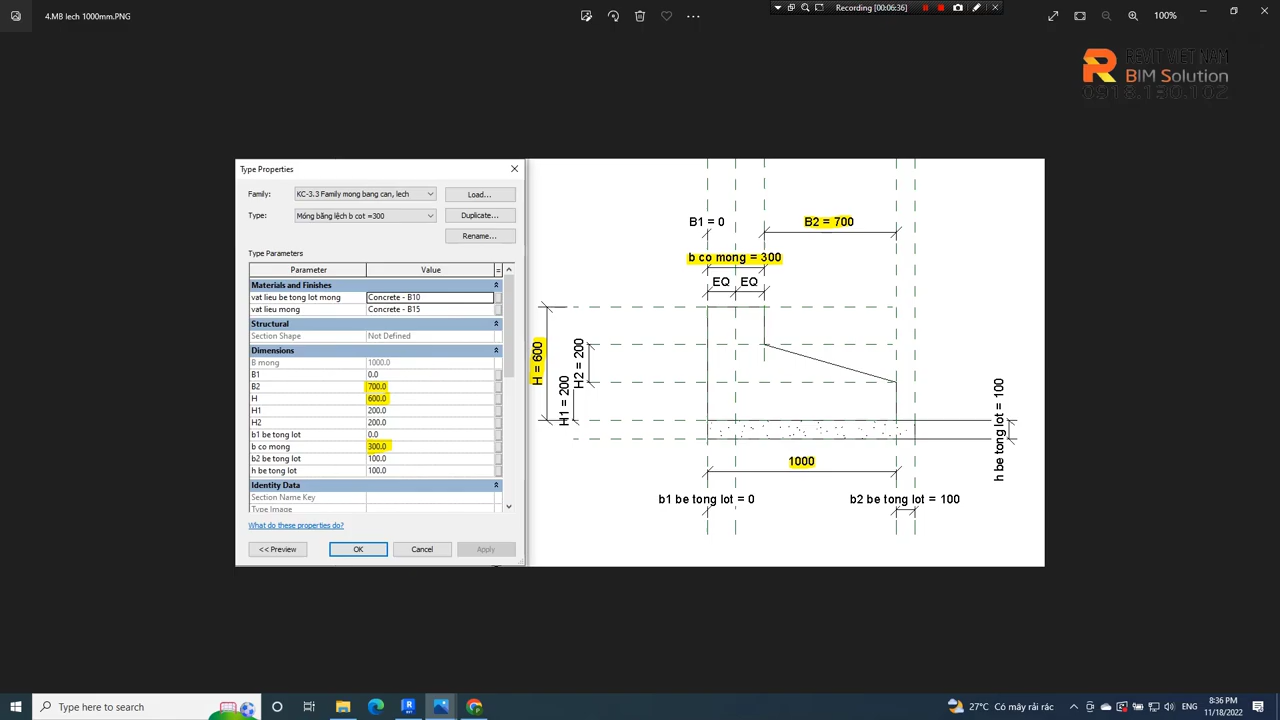 4.MB lech 1000mm.PNG
Recording [00:06:36]
100%
REVIT VIET NAM
BIM Solution
0918.130.102
Type Properties
Family:
KC-3.3 Family mong bang can, lech
Load...
Type:
Móng băng lệch b cot =300
Duplicate...
Rename...
Type Parameters
Parameter
Value
=
Materials and Finishes
vat lieu be tong lot mong
Concrete - B10
vat lieu mong
Concrete - B15
Structural
Section Shape
Not Defined
Dimensions
B mong
1000.0
B1
0.0
B2
700.0
H
600.0
H1
200.0
H2
200.0
b1 be tong lot
0.0
b co mong
300.0
b2 be tong lot
100.0
h be tong lot
100.0
Identity Data
Section Name Key
Type Image
What do these properties do?
<< Preview
OK
Cancel
Apply
B1 = 0
B2 = 700
b co mong = 300
EQ
EQ
H = 600
H2 = 200
H1 = 200
h be tong lot = 100
1000
b1 be tong lot = 0
b2 be tong lot = 100
Type here to search
27°C Có mây rải rác
ENG
8:36 PM
11/18/2022